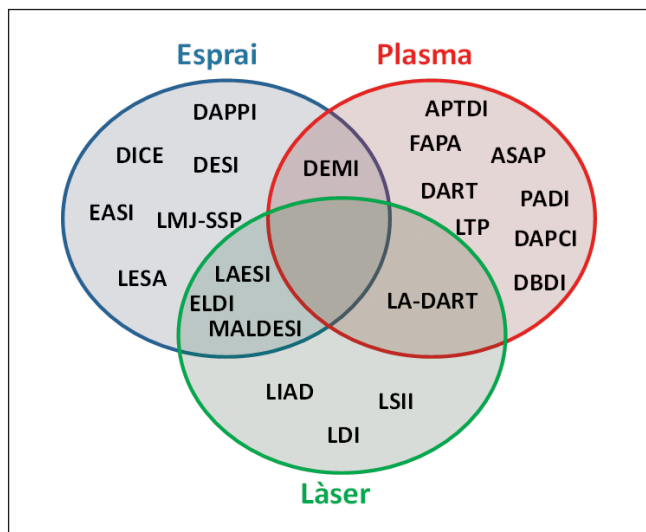 Esprai
Plasma
DAPPI
DICE
DESI
EASI
LMJ-SSP
LESA
DEMI
APTDI
FAPA
ASAP
DART
PADI
LTP
DAPCI
DBDI
LAESI
ELDI
MALDESI
LA-DART
LIAD
LSII
LDI
Làser